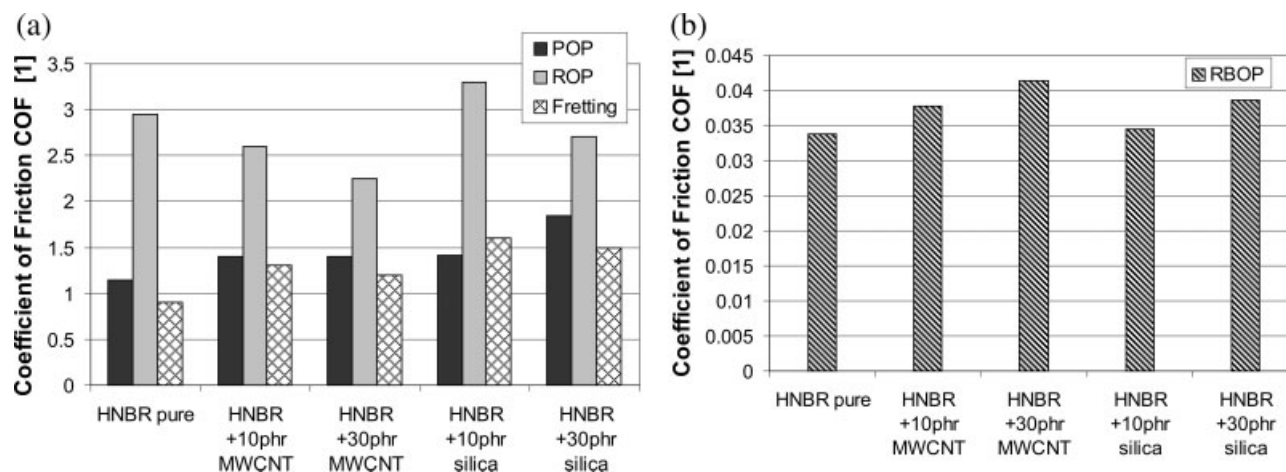 (a)
Coefficient of Friction COF [1]
3.5
3
2.5
2
1.5
1
0.5
0
POP
ROP
Fretting
HNBR pure
HNBR
+10phr
MWCNT
HNBR
+30phr
MWCNT
HNBR
+10phr
silica
HNBR
+30phr
silica
(b)
Coefficient of Friction COF [1]
0.045
0.04
0.035
0.03
0.025
0.02
0.015
0.01
0.005
0
RBOP
HNBR pure
HNBR
+10phr
MWCNT
HNBR
+30phr
MWCNT
HNBR
+10phr
silica
HNBR
+30phr
silica